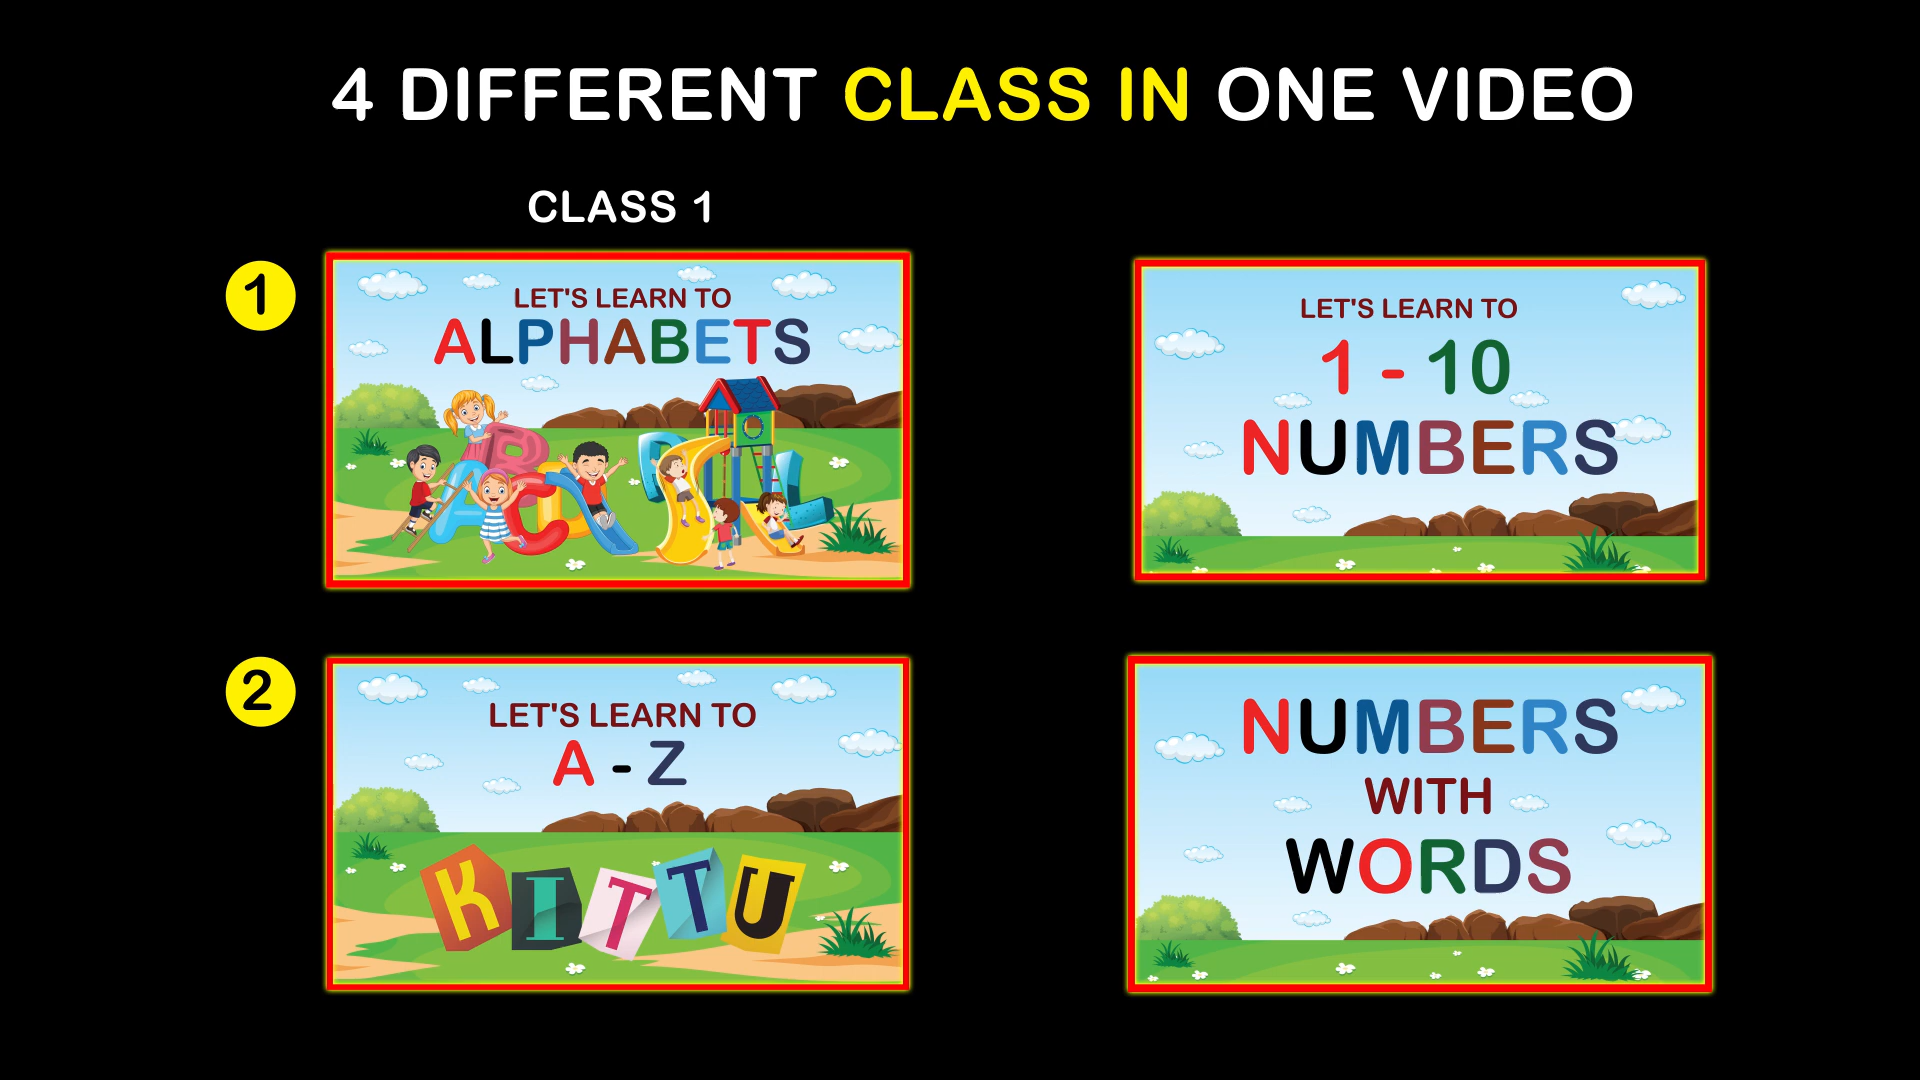 4 DIFFERENT CLASS IN ONE VIDEO
CLASS 1
1
LET'S LEARN TO
ALPHABETS
B
A
C
D
D
L
LET'S LEARN TO
1 - 10
NUMBERS
2
LET'S LEARN TO
A - Z
KITTU
NUMBERS
WITH
WORDS